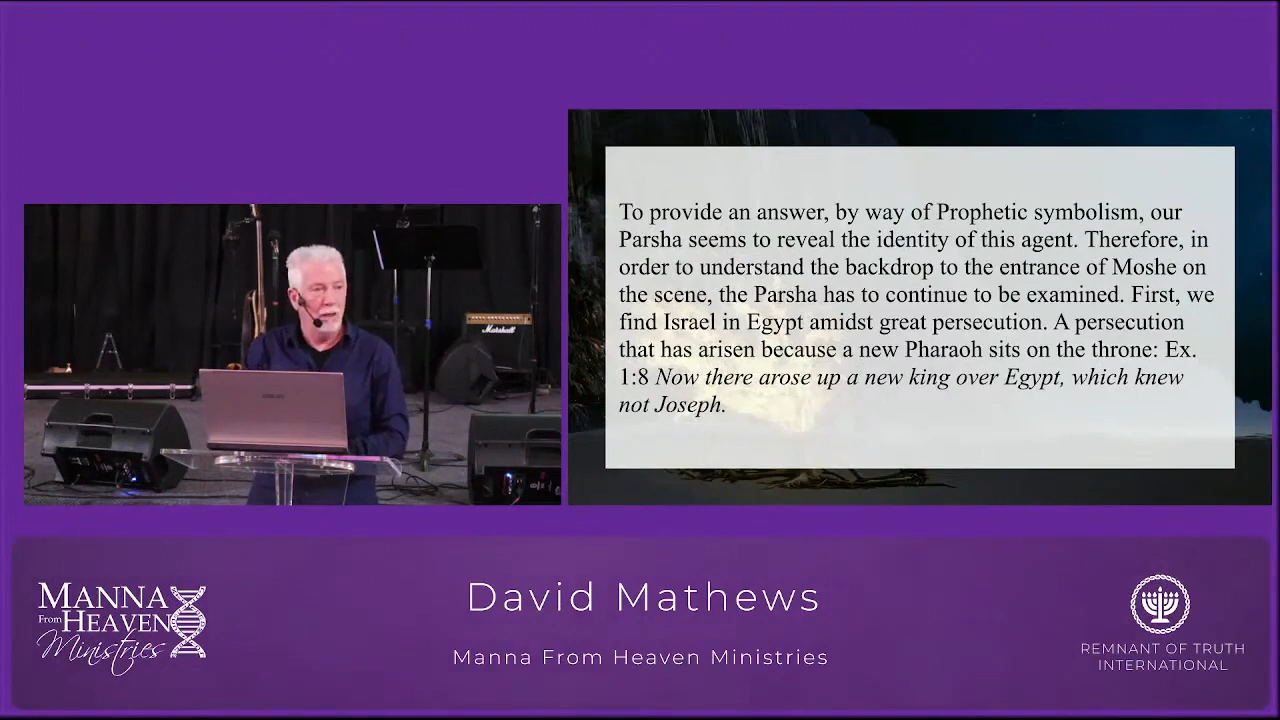 To provide an answer, by way of Prophetic symbolism, our
Parsha seems to reveal the identity of this agent. Therefore, in
order to understand the backdrop to the entrance of Moshe on
the scene, the Parsha has to continue to be examined. First, we
find Israel in Egypt amidst great persecution. A persecution
that has arisen because a new Pharaoh sits on the throne: Ex.
1:8 Now there arose up a new king over Egypt, which knew
not Joseph.
Marshall
MANNA
From HEAVEN
Ministries
David Mathews
Manna From Heaven Ministries
REMNANT OF TRUTH
INTERNATIONAL